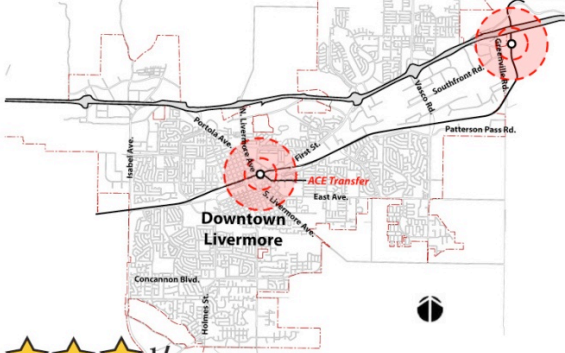 Greenville Rd.
Southfront Rd.
Vasco Rd.
Patterson Pass Rd.
N. Livermore Ave.
Portola Ave.
First St.
Isabel Ave.
ACE Transfer
East Ave.
S. Livermore Ave.
Downtown
Livermore
Concannon Blvd.
Holmes St.